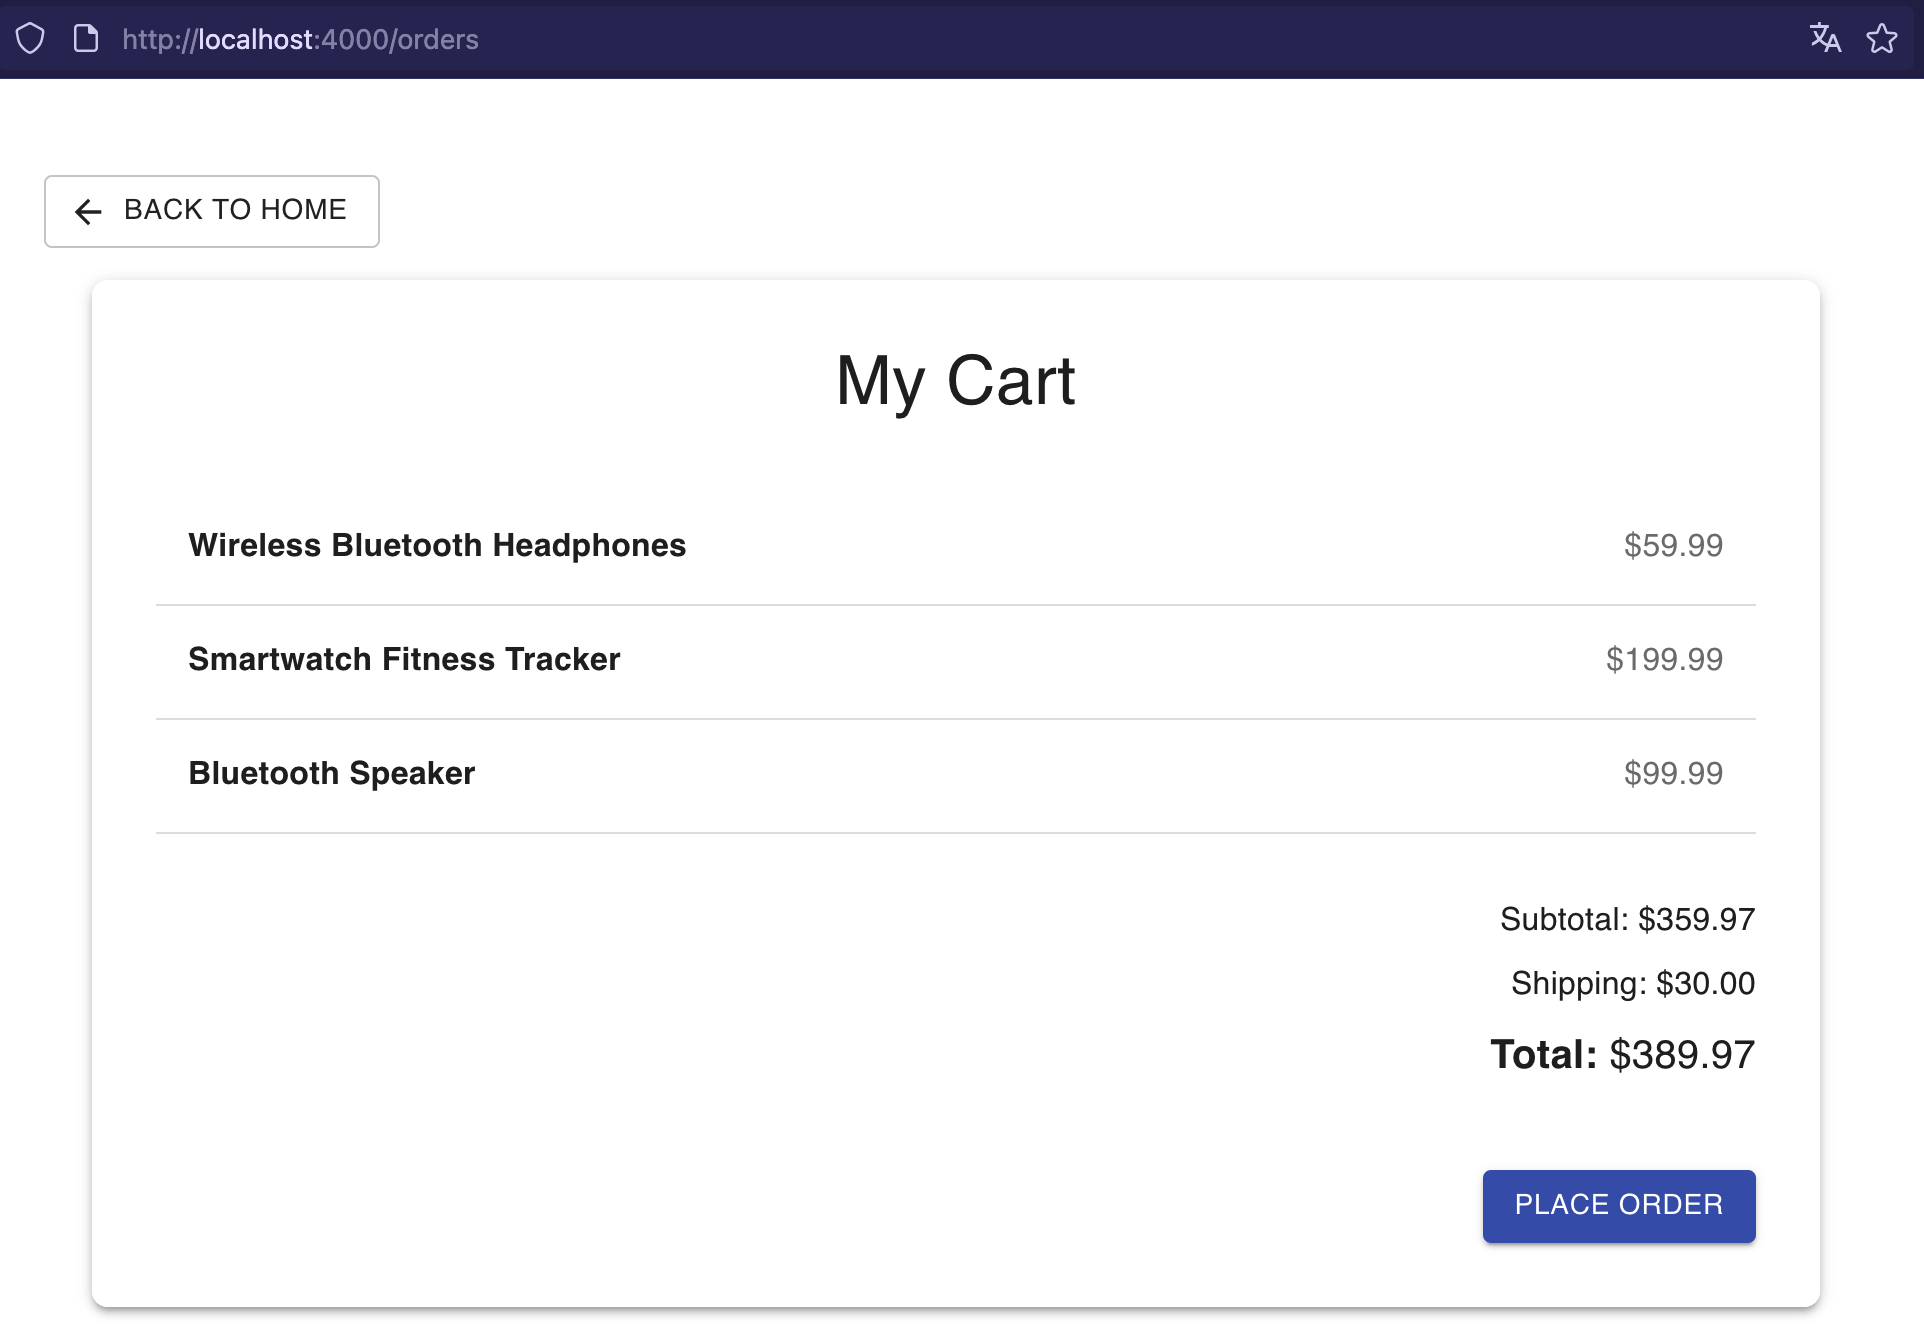 http://localhost:4000/orders
BACK TO HOME
My Cart
Wireless Bluetooth Headphones $59.99
Smartwatch Fitness Tracker $199.99
Bluetooth Speaker $99.99
Subtotal: $359.97
Shipping: $30.00
Total: $389.97
PLACE ORDER